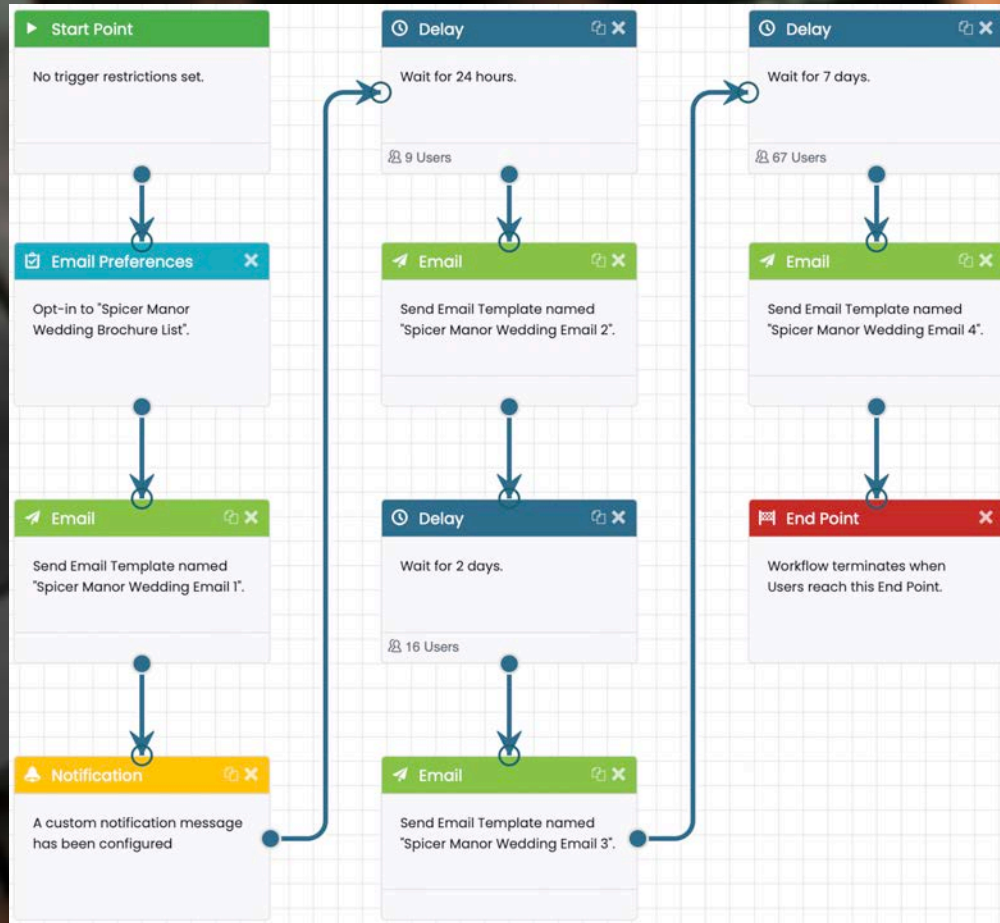 Start Point
No trigger restrictions set.
Email Preferences
Opt-in to "Spicer Manor
Wedding Brochure List".
Email
Send Email Template named
"Spicer Manor Wedding Email 1".
Notification
A custom notification message
has been configured
Delay
Wait for 24 hours.
9 Users
Email
Send Email Template named
"Spicer Manor Wedding Email 2".
Delay
Wait for 2 days.
16 Users
Email
Send Email Template named
"Spicer Manor Wedding Email 3".
Delay
Wait for 7 days.
67 Users
Email
Send Email Template named
"Spicer Manor Wedding Email 4".
End Point
Workflow terminates when
Users reach this End Point.